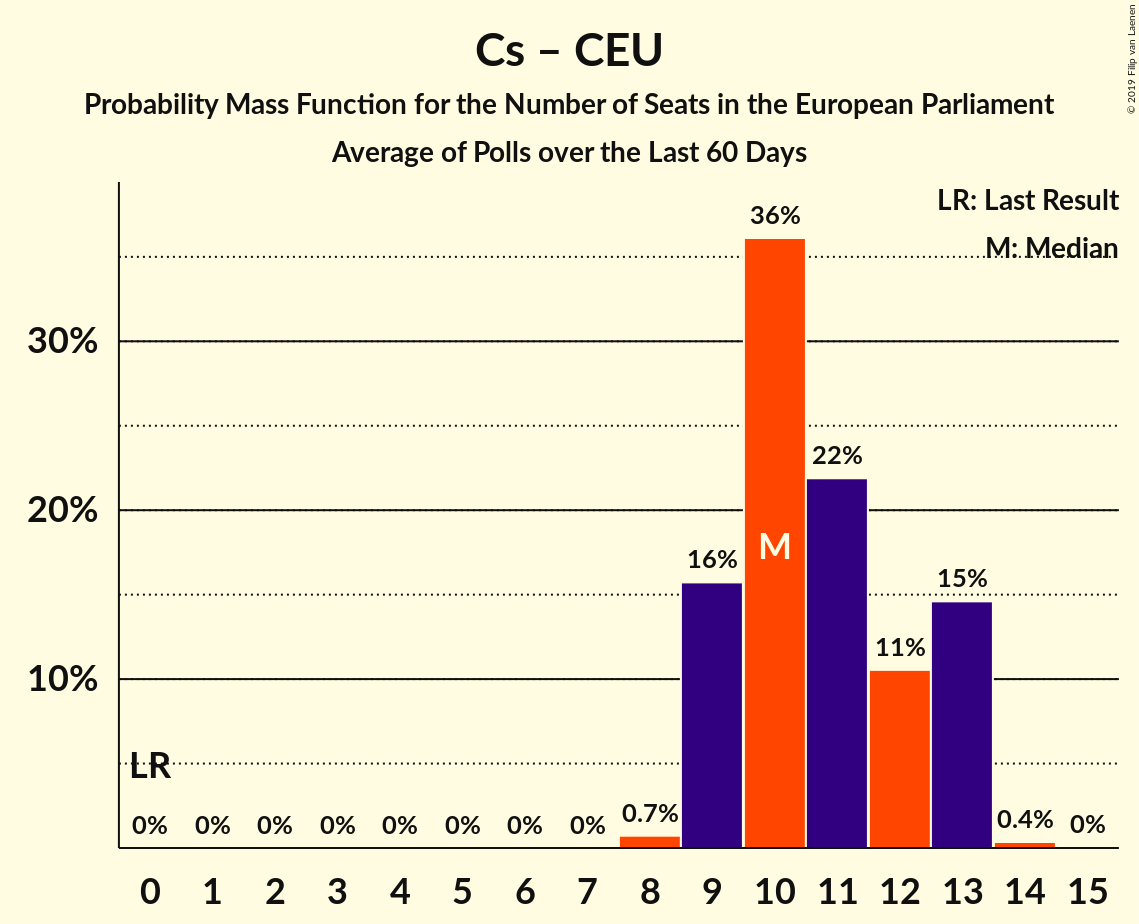 Cs – CEU
Probability Mass Function for the Number of Seats in the European Parliament
Average of Polls over the Last 60 Days
© 2019 Filip van Laenen
LR: Last Result
M: Median
36%
30%
22%
20%
16%
M
15%
11%
10%
LR
0% 0% 0% 0% 0% 0% 0% 0% 0.7% 0.4% 0%
0 1 2 3 4 5 6 7 8 9 10 11 12 13 14 15